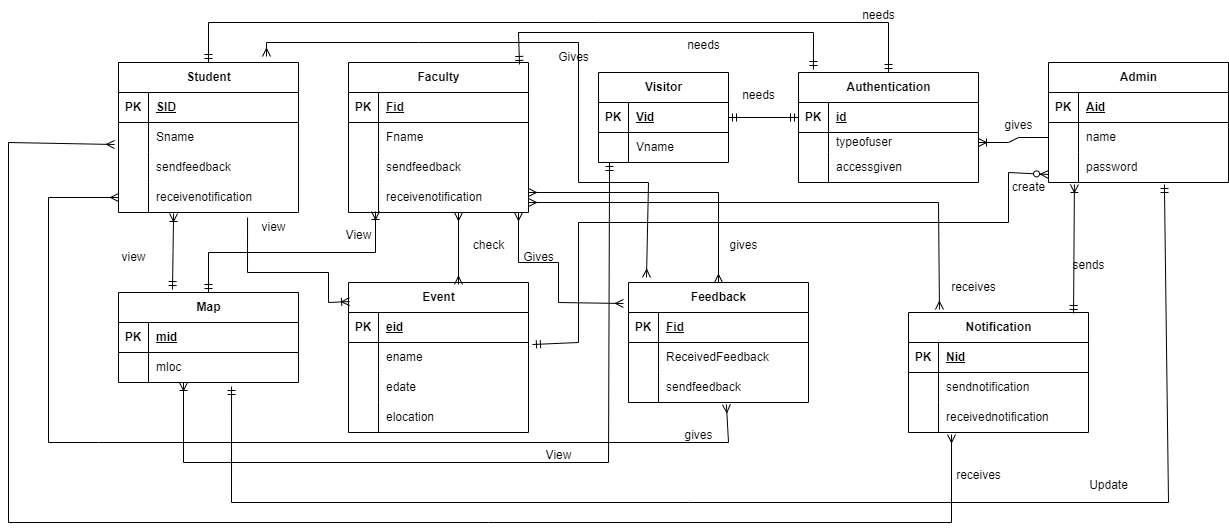 needs
needs
Gives
Student
PK SID
Sname
sendfeedback
receivenotification
Faculty
PK Fid
Fname
sendfeedback
receivenotification
Visitor
PK Vid
Vname
needs
Authentication
PK id
typeofuser
accessgiven
gives
Admin
PK Aid
name
password
create
view
view
View
check
Gives
gives
sends
receives
Map
PK mid
mloc
Event
PK eid
ename
edate
elocation
Feedback
PK Fid
ReceivedFeedback
sendfeedback
Notification
PK Nid
sendnotification
receivednotification
gives
View
receives
Update